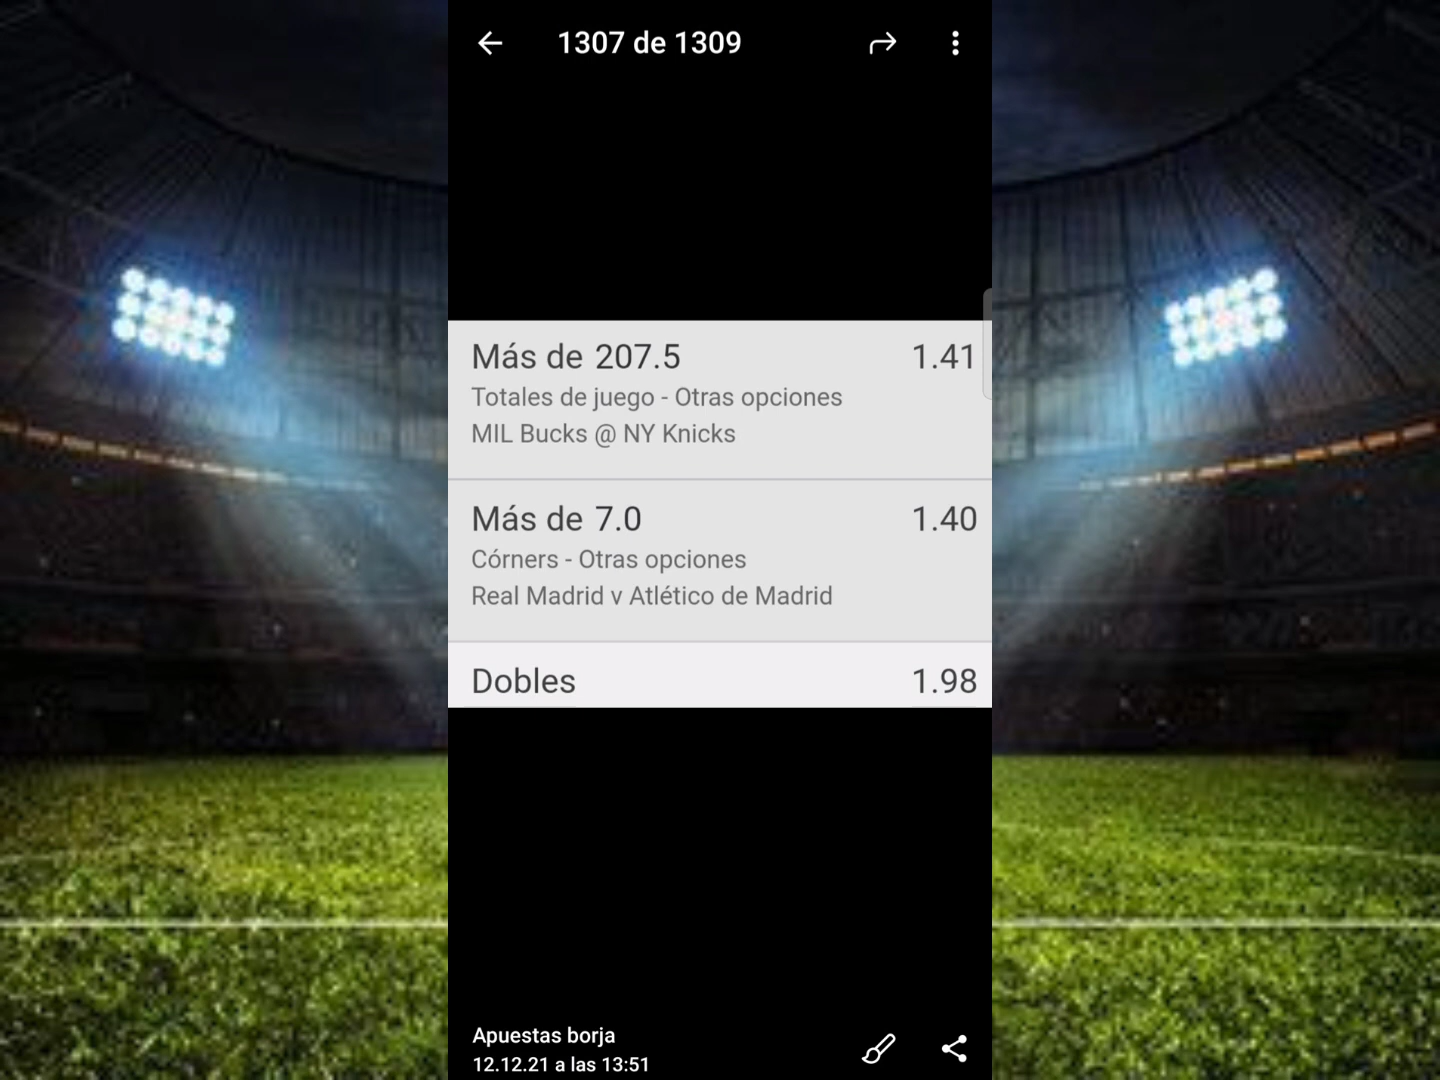 1307 de 1309
Más de 207.5 1.41
Totales de juego - Otras opciones
MIL Bucks @ NY Knicks
Más de 7.0 1.40
Córners - Otras opciones
Real Madrid v Atlético de Madrid
Dobles 1.98
Apuestas borja
12.12.21 a las 13:51